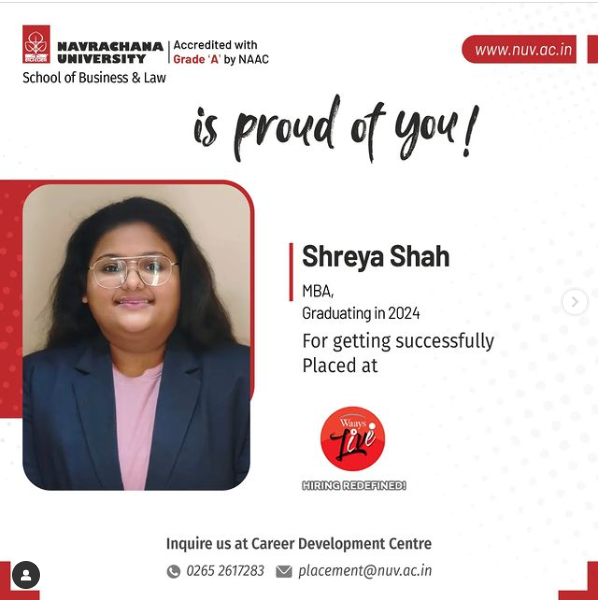 NAVRACHANA
UNIVERSITY
Accredited with
Grade 'A' by NAAC
School of Business & Law
www.nuv.ac.in
is proud of you!
Shreya Shah
MBA,
Graduating in 2024
For getting successfully
Placed at
Waays
Live
HIRING REDEFINED!
Inquire us at Career Development Centre
0265 2617283 placement@nuv.ac.in